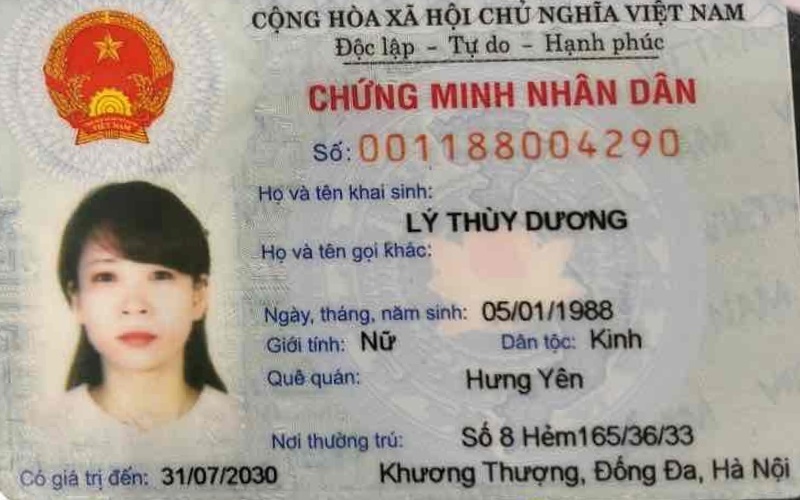 CỘNG HÒA XÃ HỘI CHỦ NGHĨA VIỆT NAM
Độc lập - Tự do - Hạnh phúc
CHỨNG MINH NHÂN DÂN
Số: 001188004290
Họ và tên khai sinh:
LÝ THÙY DƯƠNG
Họ và tên gọi khác:
Ngày, tháng, năm sinh: 05/01/1988
Giới tính: Nữ Dân tộc: Kinh
Quê quán: Hưng Yên
Nơi thường trú: Số 8 Hẻm165/36/33
Khương Thượng, Đống Đa, Hà Nội
Có giá trị đến: 31/07/2030
VIỆT NAM